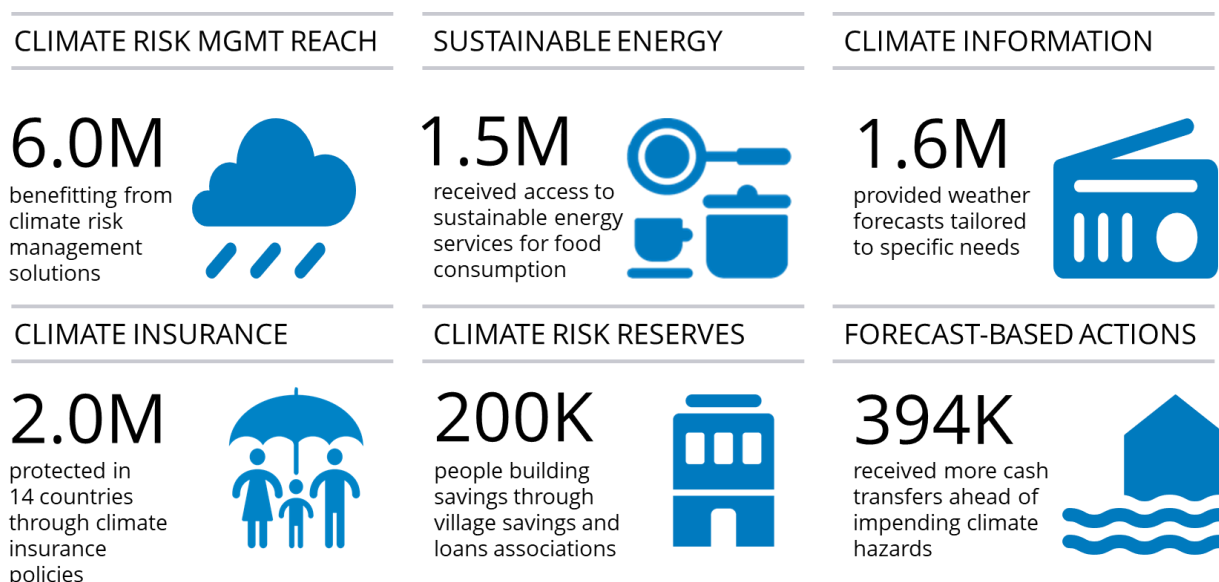 CLIMATE RISK MGMT REACH
6.0M
benefitting from
climate risk
management
solutions
SUSTAINABLE ENERGY
1.5M
received access to
sustainable energy
services for food
consumption
CLIMATE INFORMATION
1.6M
provided weather
forecasts tailored
to specific needs
CLIMATE INSURANCE
2.0M
protected in
14 countries
through climate
insurance
policies
CLIMATE RISK RESERVES
200K
people building
savings through
village savings and
loans associations
FORECAST-BASED ACTIONS
394K
received more cash
transfers ahead of
impending climate
hazards